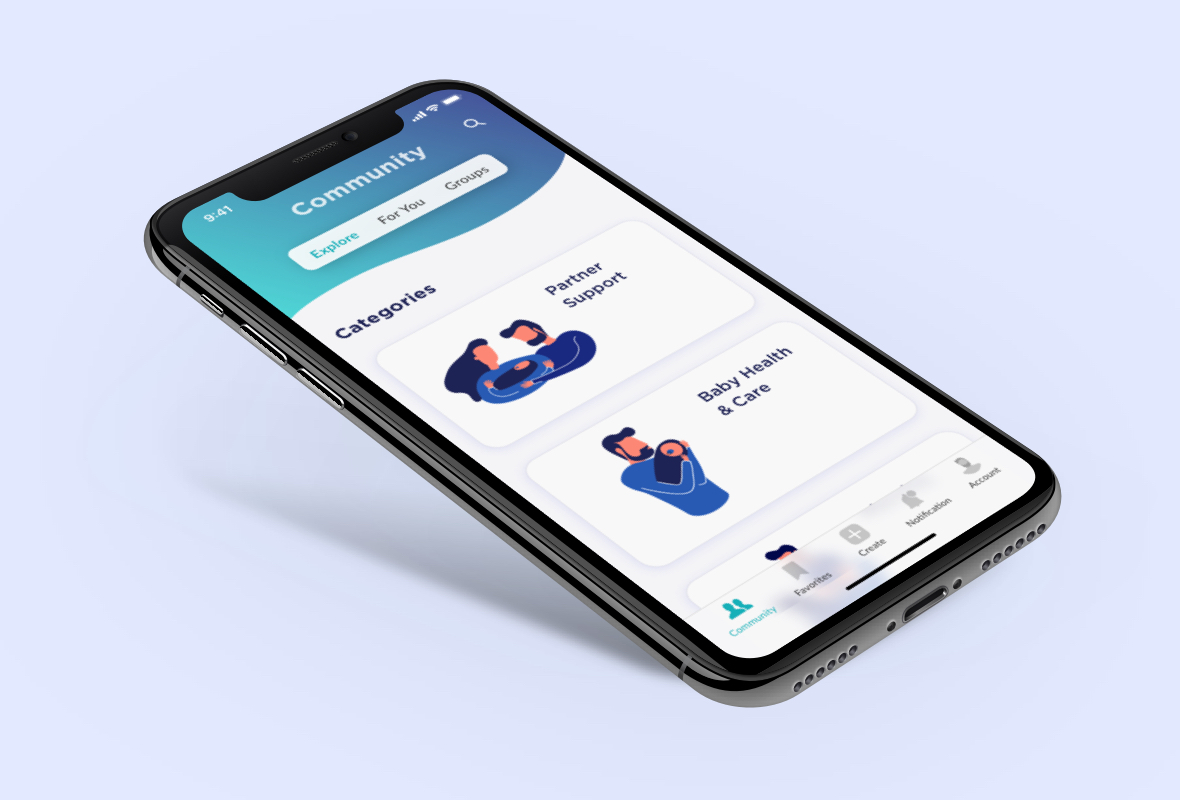 9:41
Community
Explore For You Groups
Categories
Partner
Support
Baby Health
& Care
Community Favorites Create Notification Account